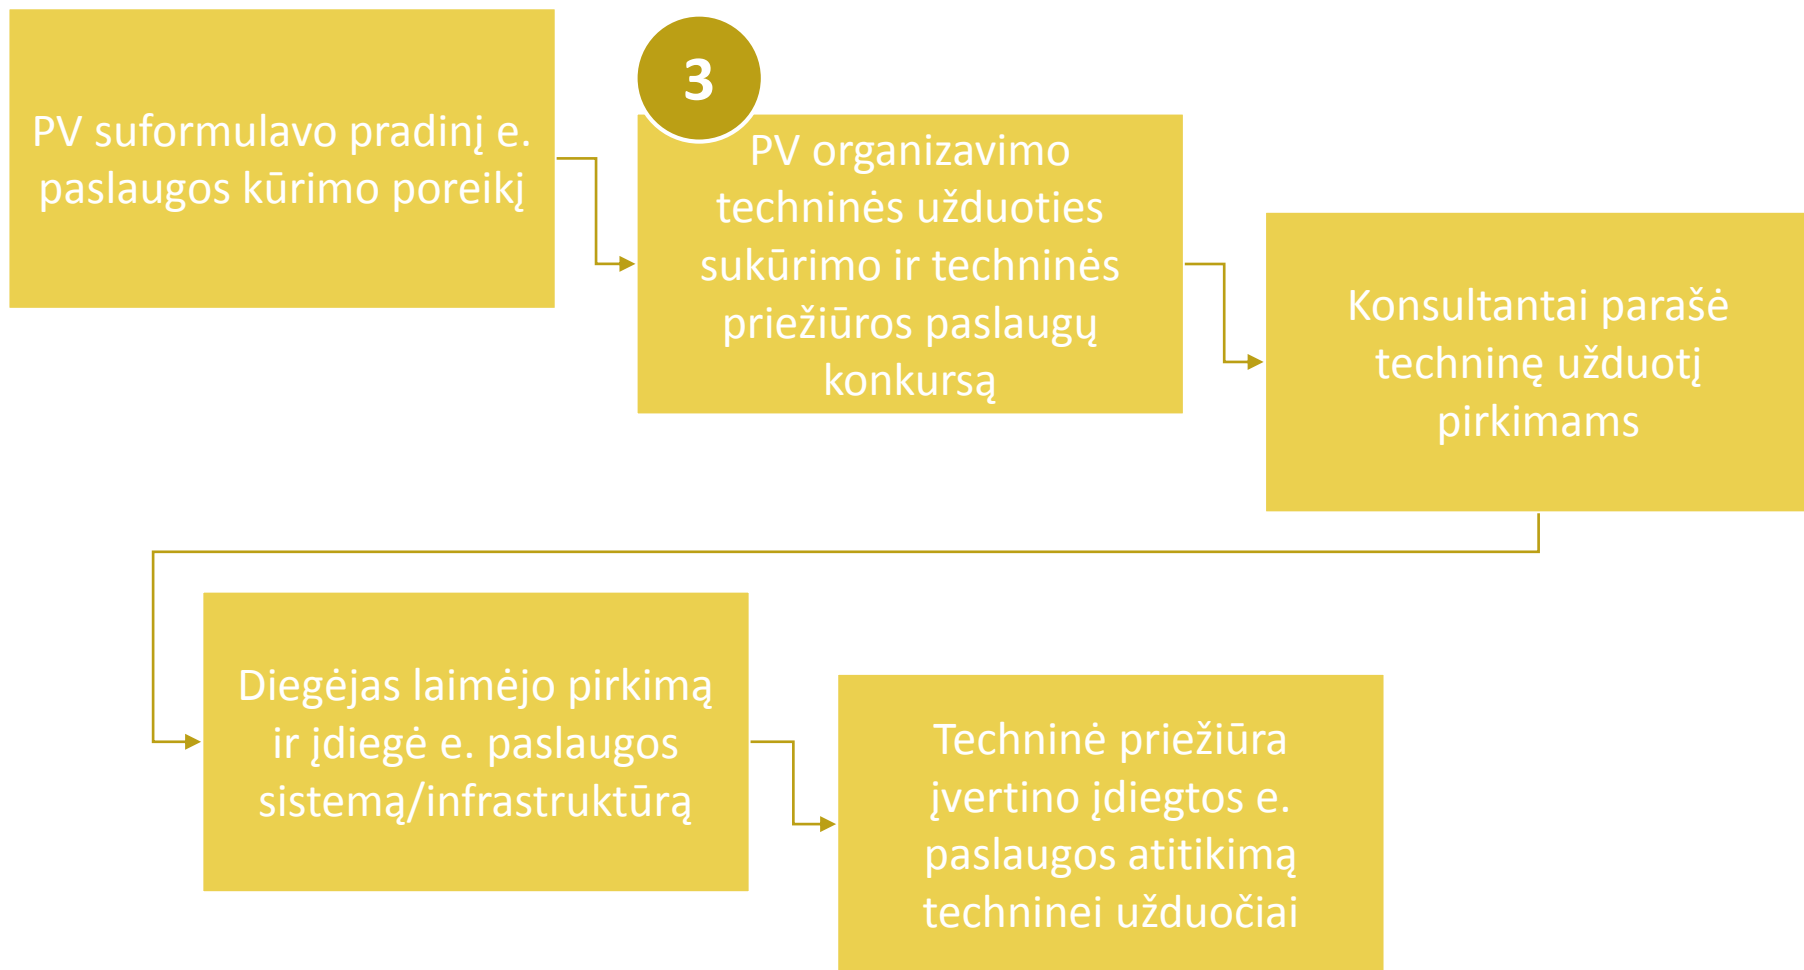 PV suformulavo pradinį e.
paslaugos kūrimo poreikį
3
PV organizavimo
techninės užduoties
sukūrimo ir techninės
priežiūros paslaugų
konkursą
Konsultantai parašė
techninę užduotį
pirkimams
Diegėjas laimėjo pirkimą
ir įdiegė e. paslaugos
sistemą/infrastruktūrą
Techninė priežiūra
įvertino įdiegtos e.
paslaugos atitikimą
techninei užduočiai